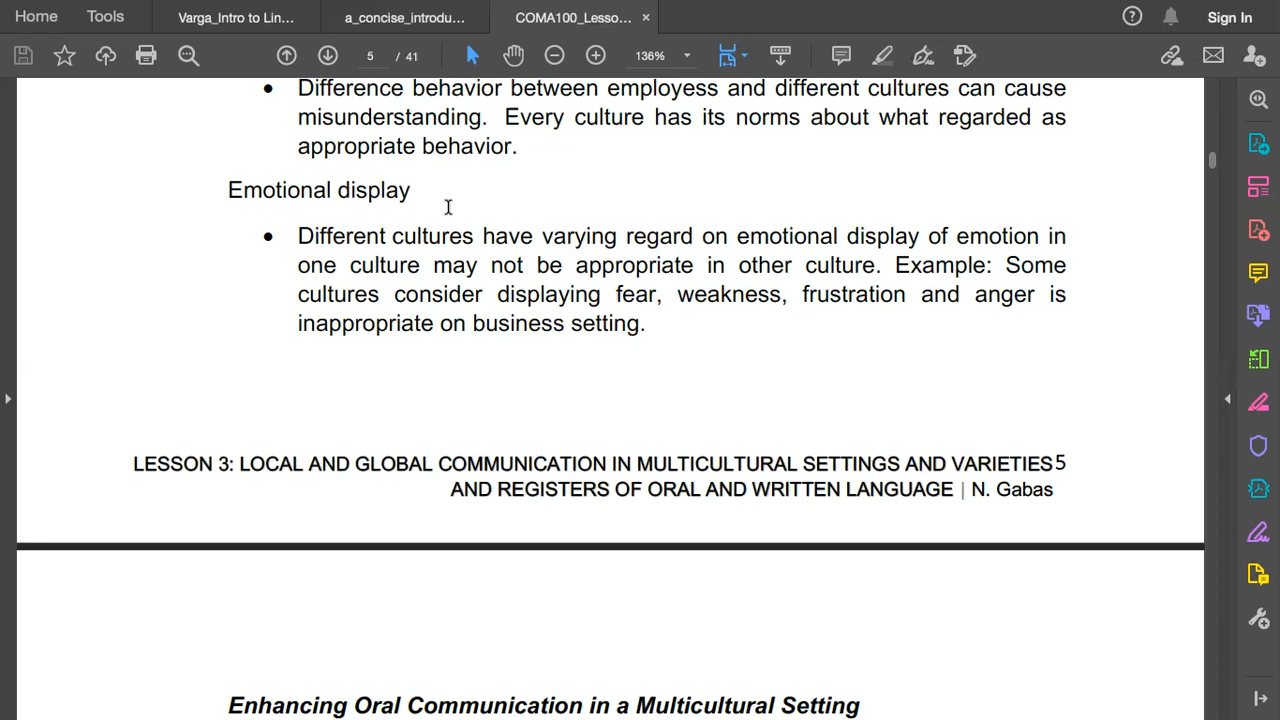 Home Tools Varga_Intro to Lin... a_concise_introdu... COMA100_Lesso... × Sign In
5 / 41 136%
• Difference behavior between employess and different cultures can cause
misunderstanding. Every culture has its norms about what regarded as
appropriate behavior.
Emotional display
• Different cultures have varying regard on emotional display of emotion in
one culture may not be appropriate in other culture. Example: Some
cultures consider displaying fear, weakness, frustration and anger is
inappropriate on business setting.
LESSON 3: LOCAL AND GLOBAL COMMUNICATION IN MULTICULTURAL SETTINGS AND VARIETIES 5
AND REGISTERS OF ORAL AND WRITTEN LANGUAGE | N. Gabas
Enhancing Oral Communication in a Multicultural Setting